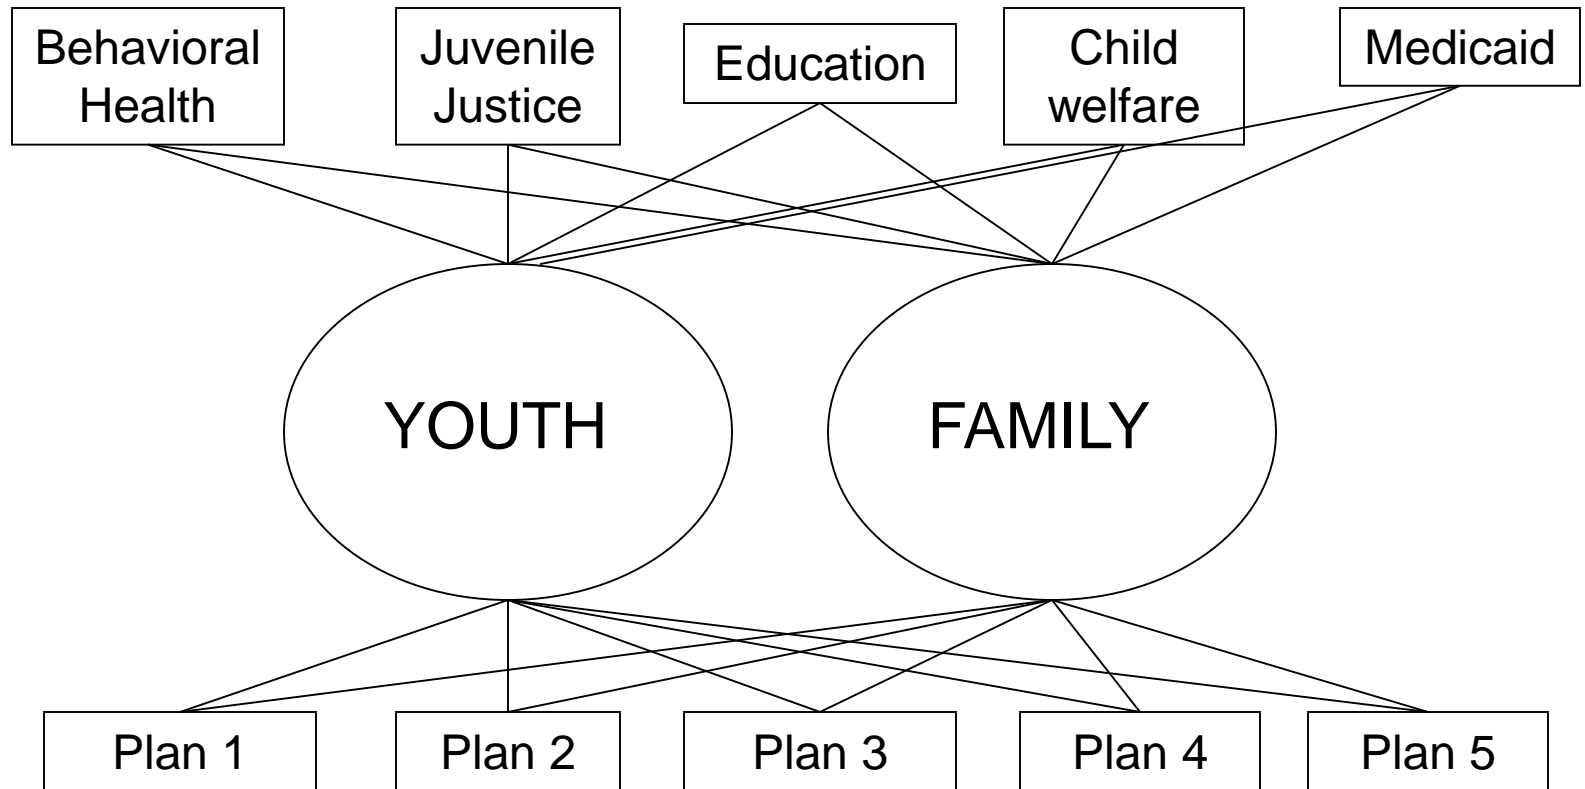 Behavioral
Health
Juvenile
Justice
Education
Child
welfare
Medicaid
YOUTH
FAMILY
Plan 1
Plan 2
Plan 3
Plan 4
Plan 5